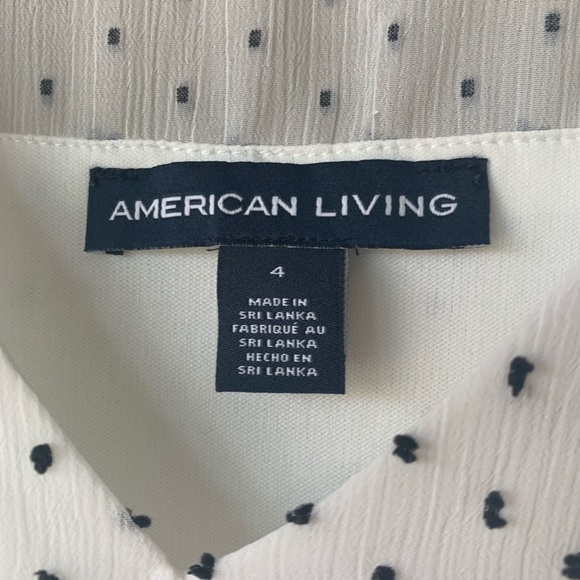 AMERICAN LIVING
4
MADE IN
SRI LANKA
FABRIQUÉ AU
SRI LANKA
HECHO EN
SRI LANKA